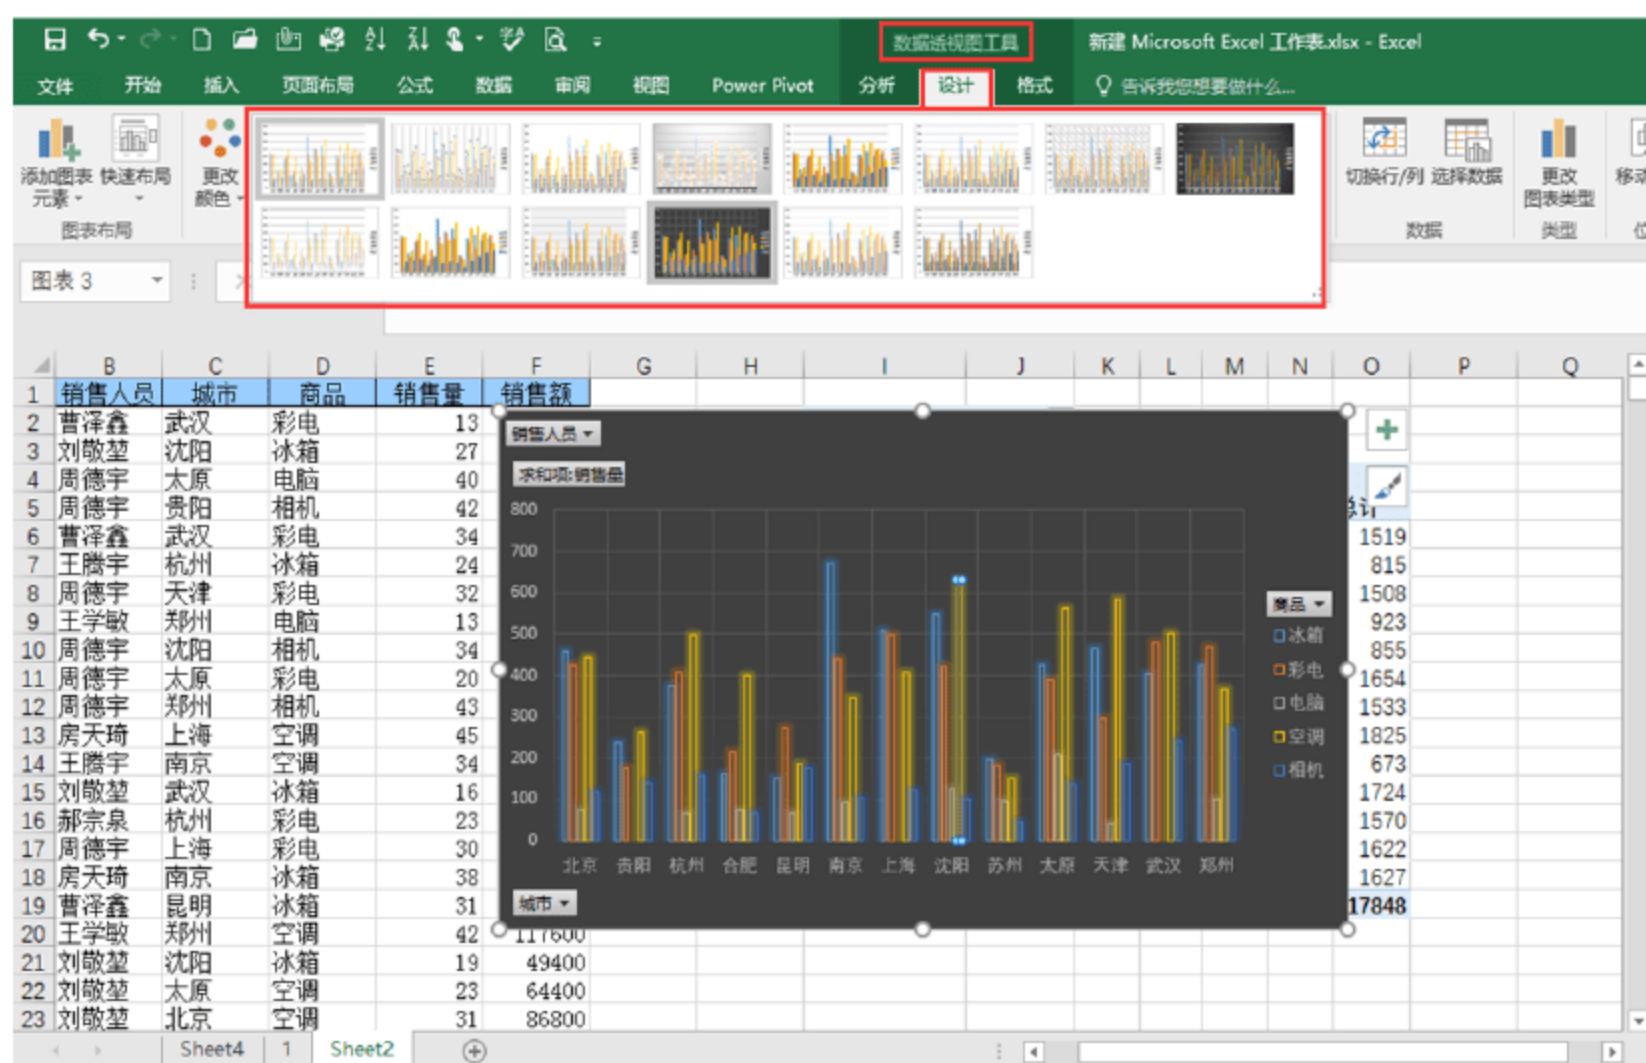 数据透视图工具 新建 Microsoft Excel 工作表.xlsx - Excel
文件 开始 插入 页面布局 公式 数据 审阅 视图 Power Pivot 分析 设计 格式 告诉我您想要做什么...
添加图表元素 快速布局 更改颜色 切换行/列 选择数据 更改图表类型 移动
图表布局 数据 类型 位
图表 3
B C D E F G H I J K L M N O P Q
1 销售人员 城市 商品 销售量 销售额
2 曹泽鑫 武汉 彩电 13
3 刘敬堃 沈阳 冰箱 27
4 周德宇 太原 电脑 40
5 周德宇 贵阳 相机 42 总计
6 曹泽鑫 武汉 彩电 34 1519
7 王腾宇 杭州 冰箱 24 815
8 周德宇 天津 彩电 32 1508
9 王学敏 郑州 电脑 13 923
10 周德宇 沈阳 相机 34 855
11 周德宇 太原 彩电 20 1654
12 周德宇 郑州 相机 43 1533
13 房天琦 上海 空调 45 1825
14 王腾宇 南京 空调 34 673
15 刘敬堃 武汉 冰箱 16 1724
16 郝宗泉 杭州 彩电 23 1570
17 周德宇 上海 彩电 30 1622
18 房天琦 南京 冰箱 38 1627
19 曹泽鑫 昆明 冰箱 31 17848
20 王学敏 郑州 空调 42 117600
21 刘敬堃 沈阳 冰箱 19 49400
22 刘敬堃 太原 空调 23 64400
23 刘敬堃 北京 空调 31 86800
销售人员
求和项:销售量
800
700
600
500
400
300
200
100
0
北京 贵阳 杭州 合肥 昆明 南京 上海 沈阳 苏州 太原 天津 武汉 郑州
城市
商品
冰箱
彩电
电脑
空调
相机
Sheet4 1 Sheet2